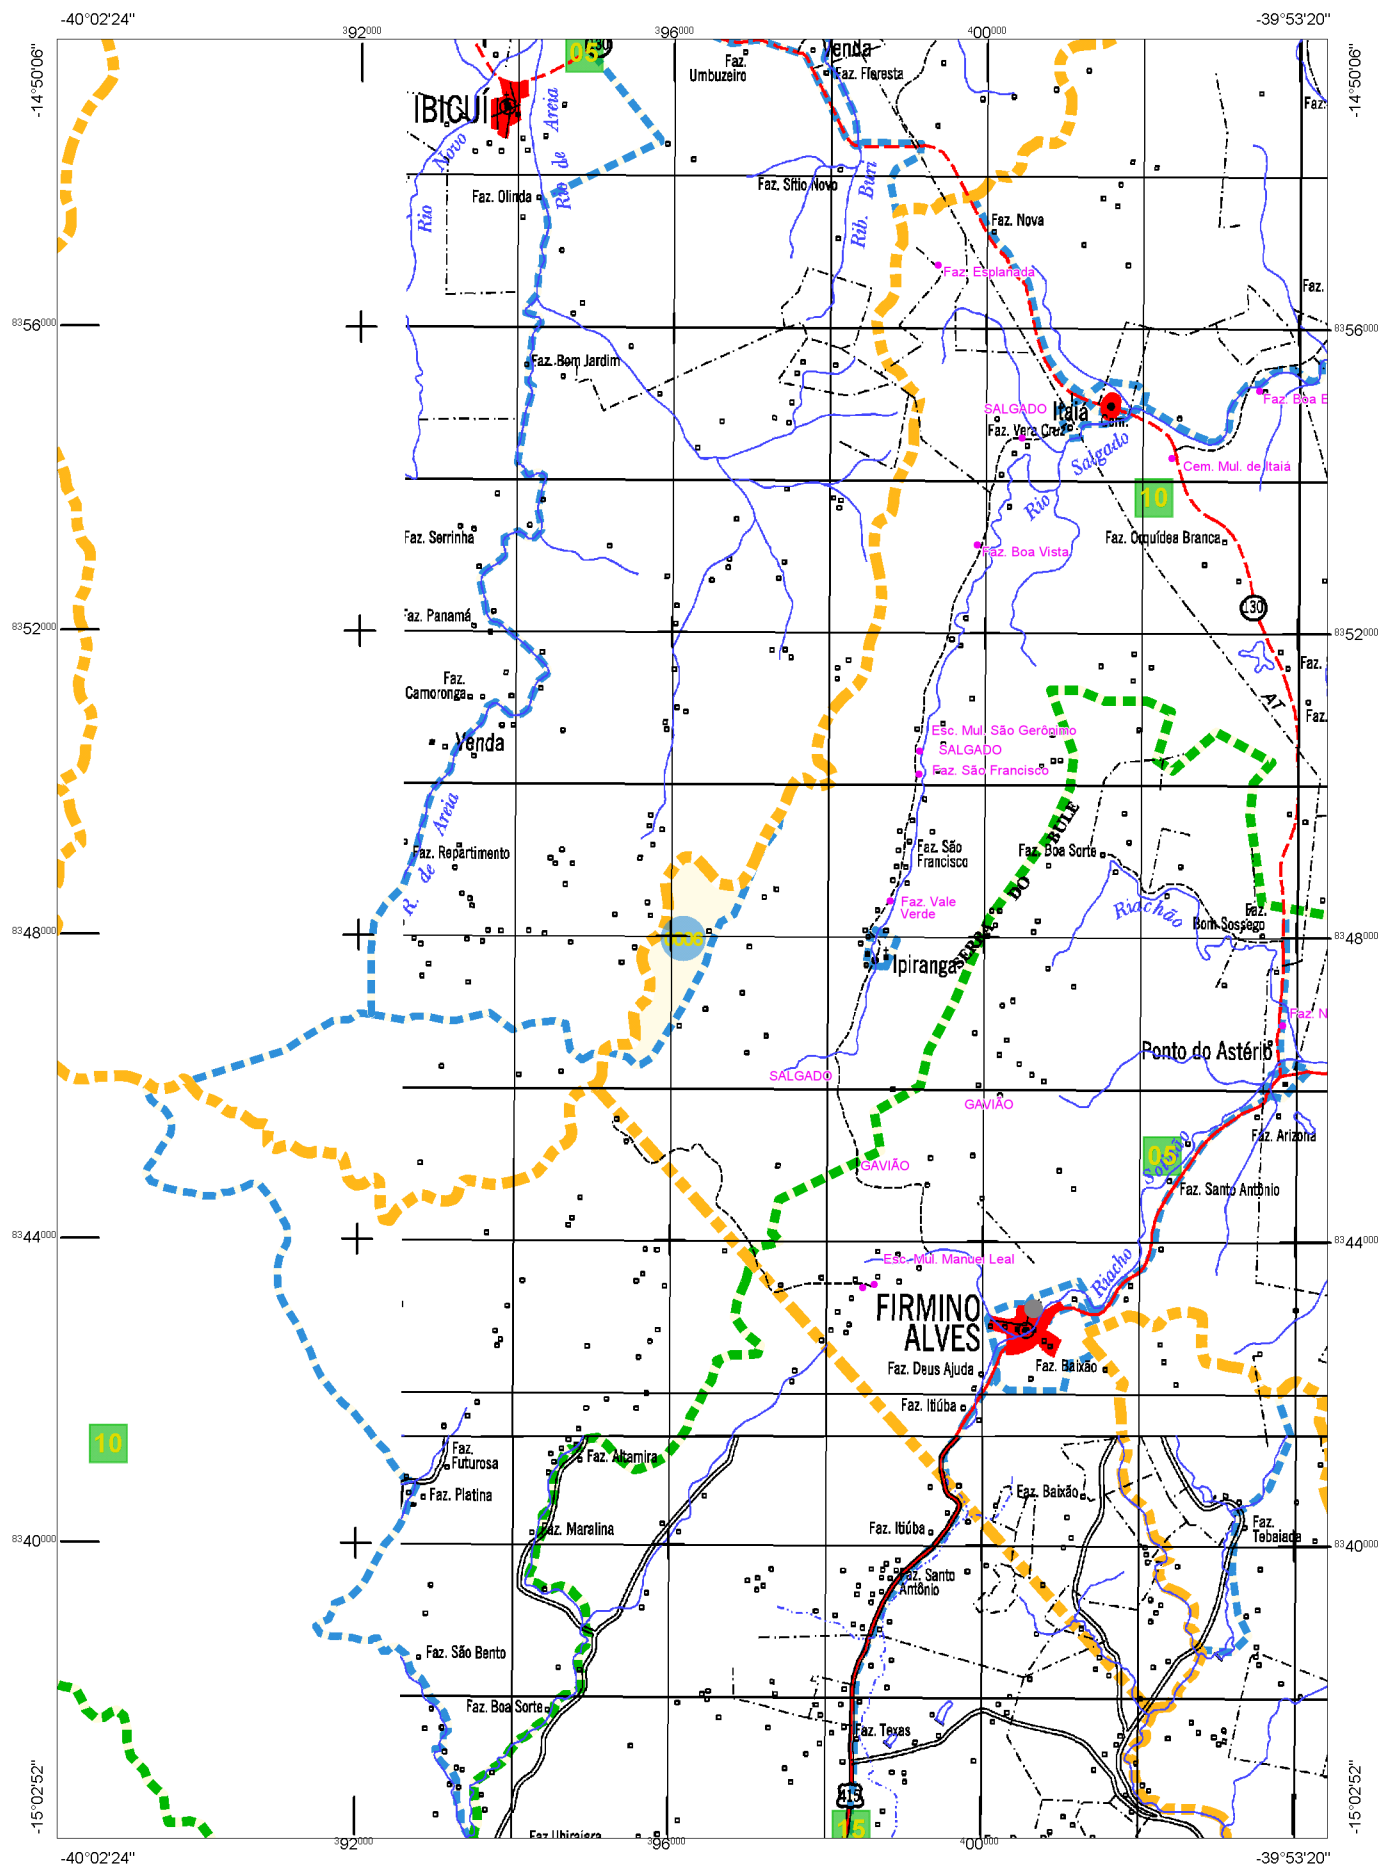 -40°02'24"
-39°53'20"
392000
396000
400000
-14°50'06"
-14°50'06"
05
Venda
Faz. Umbuzeiro
Faz. Floresta
Faz.
IBICUÍ
Novo
Rio
Rio de Areia
Faz. Olinda
Faz. Sítio Novo
Rib. Buri
Faz. Nova
Faz. Esplanada
Faz.
8356000
8356000
Faz. Bom Jardim
SALGADO
Itaiá
Faz. Boa E
Faz. Vera Cruz
Cem.
Salgado
Rio
Cem. Mul. de Itaiá
10
Faz. Serrinha
Faz. Orquídea Branca
Faz. Boa Vista
130
Faz. Panamá
8352000
8352000
Faz.
Faz. Camoronga
AT
Faz.
Venda
Esc. Mul. São Gerônimo
SALGADO
Faz. São Francisco
R. de Areia
Faz. Repartimento
Faz. São Francisco
SERRA DO BULE
Faz. Boa Sorte
Faz. Vale Verde
Riachão
Faz. Bom Sossego
8348000
8348000
0006
Ipiranga
Faz. N
Ponto do Astério
SALGADO
GAVIÃO
Faz. Arizona
05
GAVIÃO
Faz. Santo Antônio
8344000
8344000
Esc. Mul. Manuel Leal
Riacho
FIRMINO ALVES
Faz. Deus Ajuda
Faz. Baixão
Faz. Itiúba
10
Faz. Futurosa
Faz. Altamira
Faz. Platina
Faz. Baixão
Faz. Maralina
Faz. Itiúba
Faz. Tebaiada
8340000
8340000
Faz. Santo Antônio
Faz. São Bento
Faz. Boa Sorte
Faz. Texas
415
15
Faz Ubirajara
-15°02'52"
-15°02'52"
392000
396000
400000
-40°02'24"
-39°53'20"